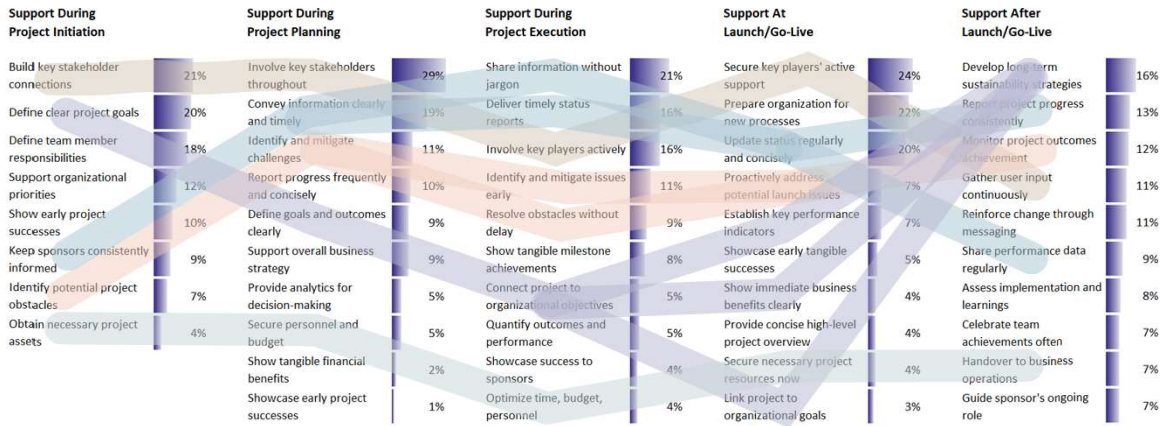 Support During
Project Initiation
Build key stakeholder
connections
21%
Define clear project goals
20%
Define team member
responsibilities
18%
Support organizational
priorities
12%
Show early project
successes
10%
Keep sponsors consistently
informed
9%
Identify potential project
obstacles
7%
Obtain necessary project
assets
4%
Support During
Project Planning
Involve key stakeholders
throughout
29%
Convey information clearly
and timely
19%
Identify and mitigate
challenges
11%
Report progress frequently
and concisely
10%
Define goals and outcomes
clearly
9%
Support overall business
strategy
9%
Provide analytics for
decision-making
5%
Secure personnel and
budget
5%
Show tangible financial
benefits
2%
Showcase early project
successes
1%
Support During
Project Execution
Share information without
jargon
21%
Deliver timely status
reports
16%
Involve key players actively
16%
Identify and mitigate issues
early
11%
Resolve obstacles without
delay
9%
Show tangible milestone
achievements
8%
Connect project to
organizational objectives
5%
Quantify outcomes and
performance
5%
Showcase success to
sponsors
4%
Optimize time, budget,
personnel
4%
Support At
Launch/Go-Live
Secure key players' active
support
24%
Prepare organization for
new processes
22%
Update status regularly
and concisely
20%
Proactively address
potential launch issues
7%
Establish key performance
indicators
7%
Showcase early tangible
successes
5%
Show immediate business
benefits clearly
4%
Provide concise high-level
project overview
4%
Secure necessary project
resources now
4%
Link project to
organizational goals
3%
Support After
Launch/Go-Live
Develop long-term
sustainability strategies
16%
Report project progress
consistently
13%
Monitor project outcomes
achievement
12%
Gather user input
continuously
11%
Reinforce change through
messaging
11%
Share performance data
regularly
9%
Assess implementation and
learnings
8%
Celebrate team
achievements often
7%
Handover to business
operations
7%
Guide sponsor's ongoing
role
7%